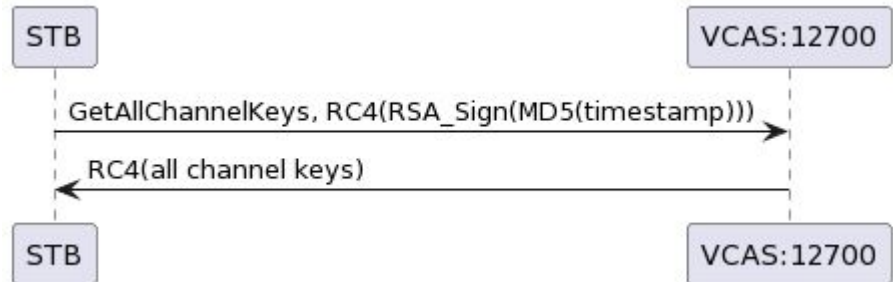 STB VCAS:12700
GetAllChannelKeys, RC4(RSA_Sign(MD5(timestamp)))
RC4(all channel keys)
STB VCAS:12700